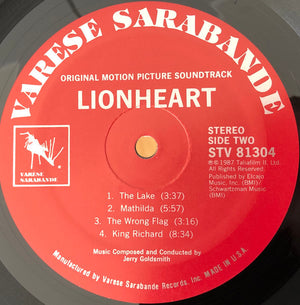 VARESE SARABANDE
ORIGINAL MOTION PICTURE SOUNDTRACK
LIONHEART
VARESE
SARABANDE
STEREO
SIDE TWO
STV 81304
℗©1987 Taliafilm II, Ltd.
All Rights Reserved.
Published by Elcajo
Music, Inc. (BMI)/
Schwartzman Music
(BMI)
1. The Lake (3:37)
2. Mathilda (5:57)
3. The Wrong Flag (3:16)
4. King Richard (8:34)
Music Composed and Conducted by
Jerry Goldsmith
Manufactured by Varese Sarabande Records, Inc. MADE IN U.S.A.